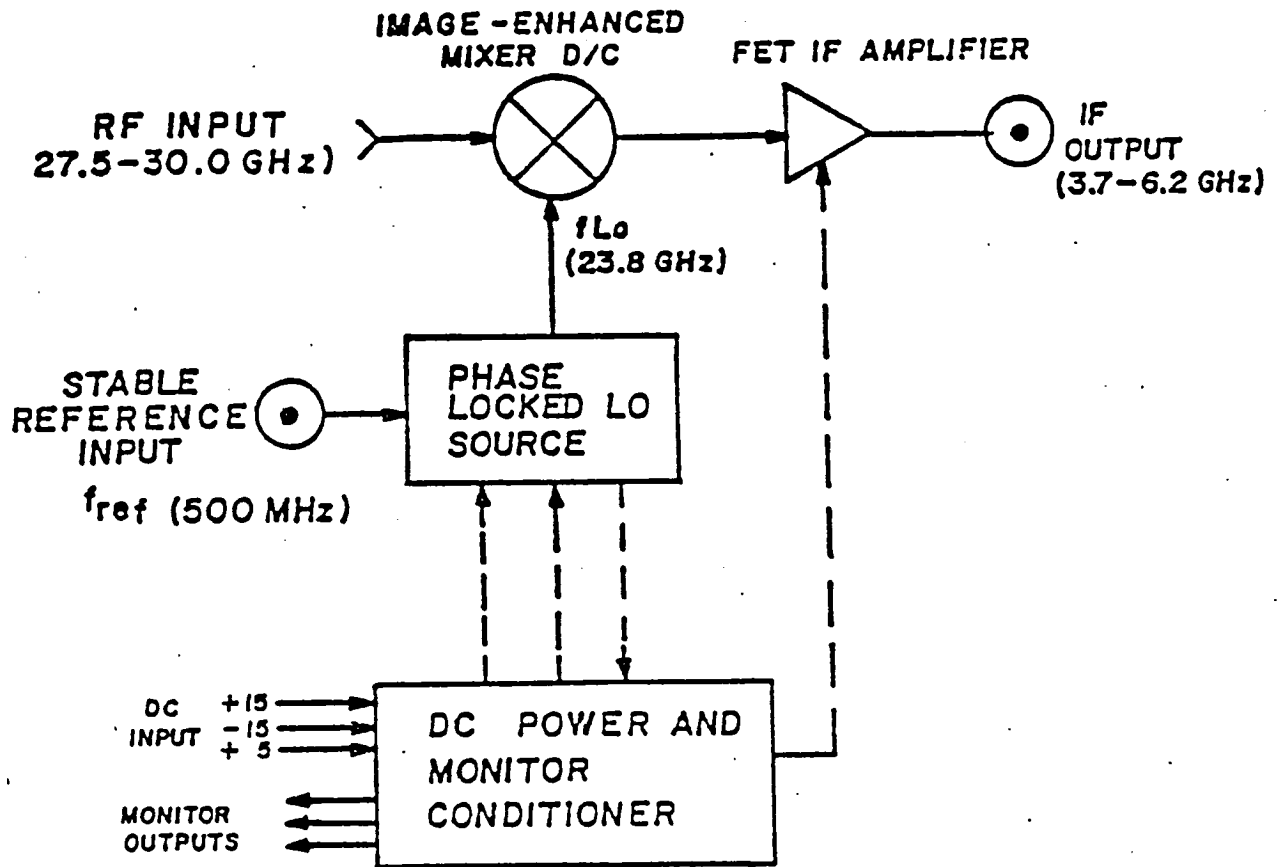 IMAGE-ENHANCED
MIXER D/C
FET IF AMPLIFIER
RF INPUT
27.5-30.0 GHz)
IF
OUTPUT
(3.7-6.2 GHz)
fLo
(23.8 GHz)
STABLE
REFERENCE
INPUT
fref (500 MHz)
PHASE
LOCKED LO
SOURCE
DC
INPUT
+15
-15
+ 5
DC POWER AND
MONITOR
CONDITIONER
MONITOR
OUTPUTS